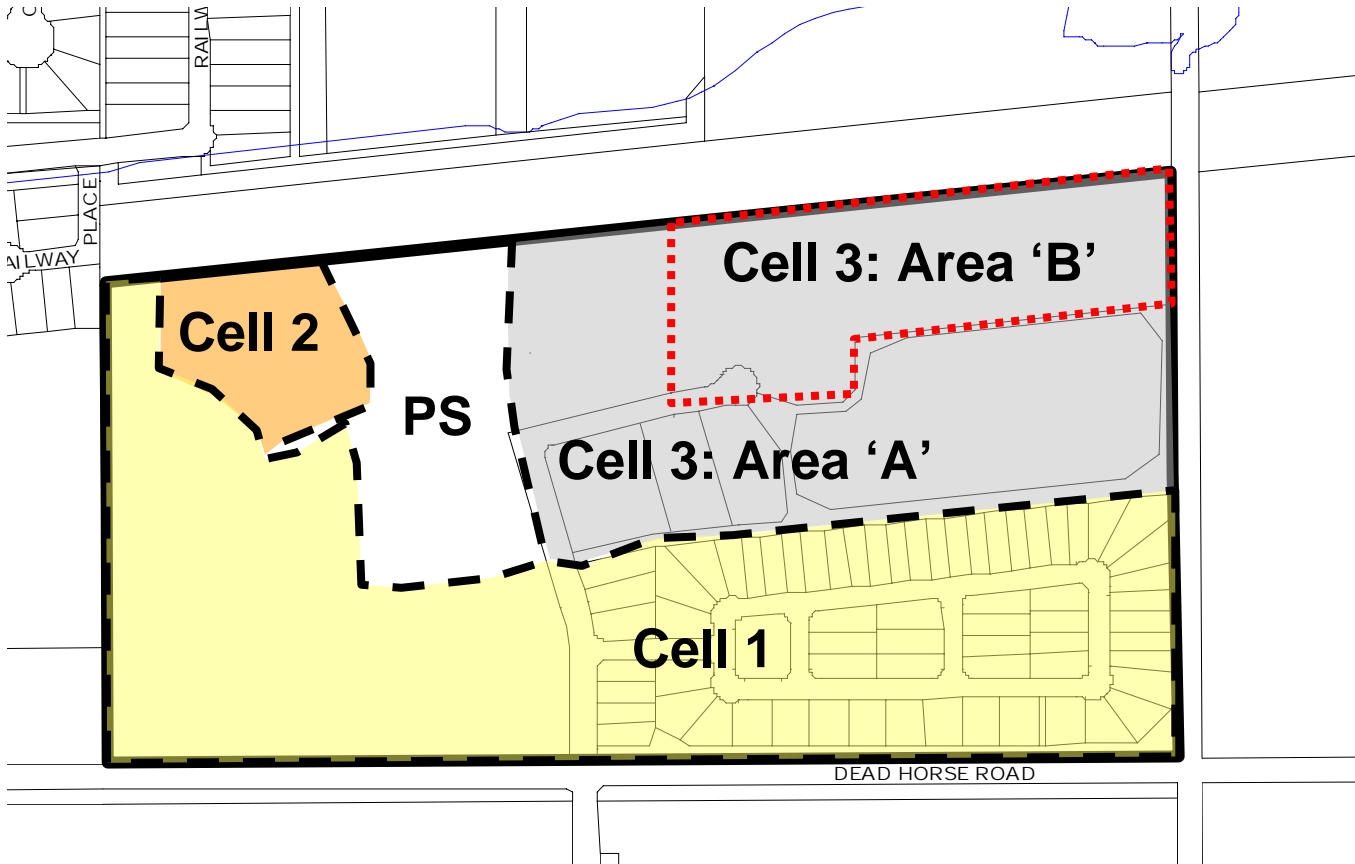 RAILW
PLACE
AILWAY
Cell 3: Area ‘B’
Cell 2
PS
Cell 3: Area ‘A’
Cell 1
DEAD HORSE ROAD